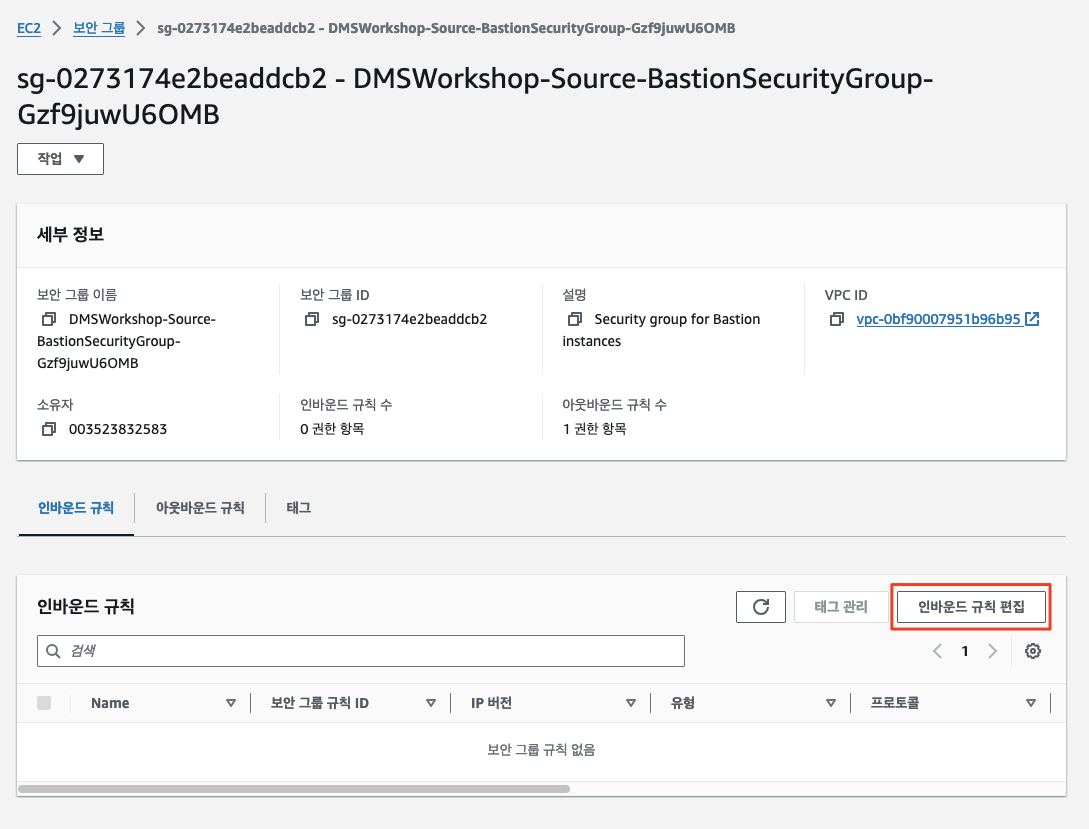 EC2 > 보안 그룹 > sg-0273174e2beaddcb2 - DMSWorkshop-Source-BastionSecurityGroup-Gzf9juwU6OMB
sg-0273174e2beaddcb2 - DMSWorkshop-Source-BastionSecurityGroup-
Gzf9juwU6OMB
작업
세부 정보
보안 그룹 이름
DMSWorkshop-Source-
BastionSecurityGroup-
Gzf9juwU6OMB
보안 그룹 ID
sg-0273174e2beaddcb2
설명
Security group for Bastion
instances
VPC ID
vpc-0bf90007951b96b95
소유자
003523832583
인바운드 규칙 수
0 권한 항목
아웃바운드 규칙 수
1 권한 항목
인바운드 규칙 아웃바운드 규칙 태그
인바운드 규칙 태그 관리 인바운드 규칙 편집
검색 1
Name 보안 그룹 규칙 ID IP 버전 유형 프로토콜
보안 그룹 규칙 없음